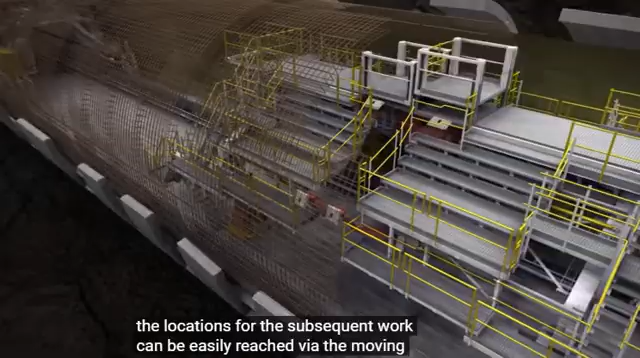 the locations for the subsequent work
can be easily reached via the moving